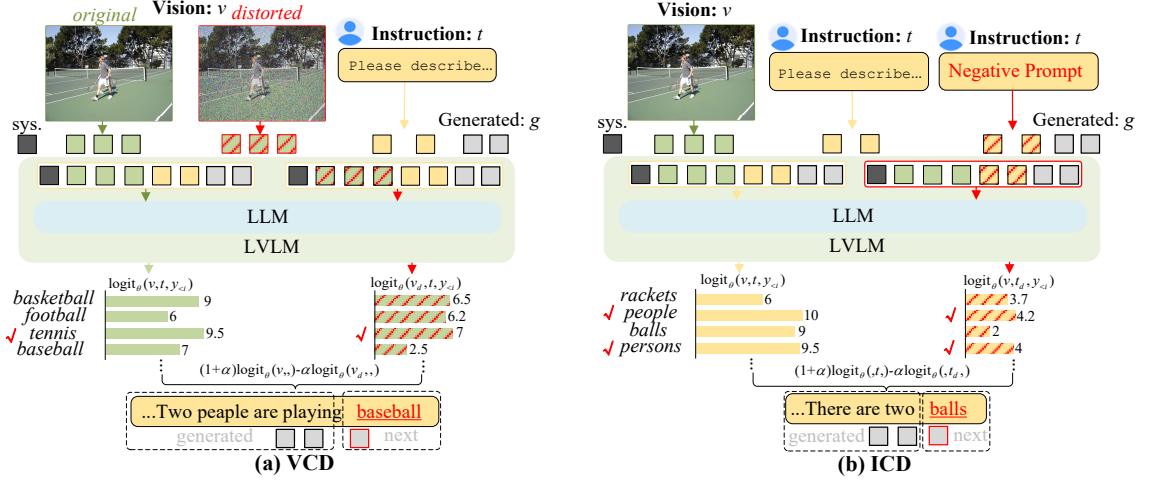 Vision: v
original
distorted
Instruction: t
Please describe...
sys.
Generated: g
LLM
LVLM
logitθ(v,t,y<i)
basketball 9
football 6
✓ tennis 9.5
baseball 7
logitθ(vd,t,y<i)
6.5
6.2
✓ 7
2.5
(1+α)logitθ(v,,)-αlogitθ(vd,,)
...Two peaple are playing baseball
generated next
(a) VCD
Vision: v
Instruction: t
Please describe...
Instruction: t
Negative Prompt
sys.
Generated: g
LLM
LVLM
logitθ(v,t,y<i)
rackets 6
✓ people 10
balls 9
✓ persons 9.5
logitθ(v,td,y<i)
3.7
✓ 4.2
2
✓ 4
(1+α)logitθ(,t,)-αlogitθ(,td,)
...There are two balls
generated next
(b) ICD